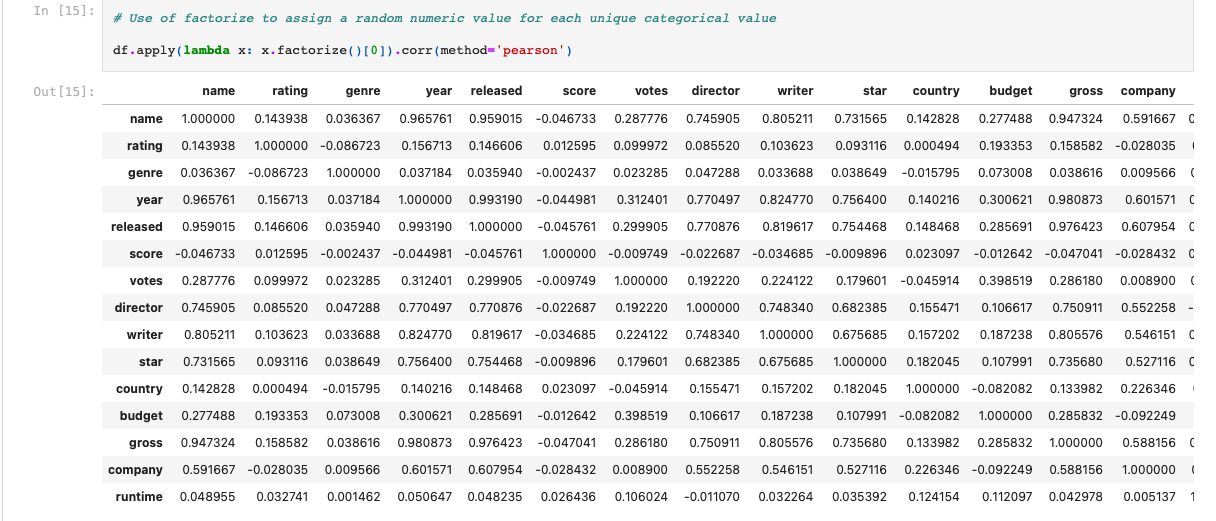 In [15]:
# Use of factorize to assign a random numeric value for each unique categorical value
df.apply(lambda x: x.factorize()[0]).corr(method='pearson')
Out[15]:
name rating genre year released score votes director writer star country budget gross company
name 1.000000 0.143938 0.036367 0.965761 0.959015 -0.046733 0.287776 0.745905 0.805211 0.731565 0.142828 0.277488 0.947324 0.591667
rating 0.143938 1.000000 -0.086723 0.156713 0.146606 0.012595 0.099972 0.085520 0.103623 0.093116 0.000494 0.193353 0.158582 -0.028035
genre 0.036367 -0.086723 1.000000 0.037184 0.035940 -0.002437 0.023285 0.047288 0.033688 0.038649 -0.015795 0.073008 0.038616 0.009566
year 0.965761 0.156713 0.037184 1.000000 0.993190 -0.044981 0.312401 0.770497 0.824770 0.756400 0.140216 0.300621 0.980873 0.601571
released 0.959015 0.146606 0.035940 0.993190 1.000000 -0.045761 0.299905 0.770876 0.819617 0.754468 0.148468 0.285691 0.976423 0.607954
score -0.046733 0.012595 -0.002437 -0.044981 -0.045761 1.000000 -0.009749 -0.022687 -0.034685 -0.009896 0.023097 -0.012642 -0.047041 -0.028432
votes 0.287776 0.099972 0.023285 0.312401 0.299905 -0.009749 1.000000 0.192220 0.224122 0.179601 -0.045914 0.398519 0.286180 0.008900
director 0.745905 0.085520 0.047288 0.770497 0.770876 -0.022687 0.192220 1.000000 0.748340 0.682385 0.155471 0.106617 0.750911 0.552258
writer 0.805211 0.103623 0.033688 0.824770 0.819617 -0.034685 0.224122 0.748340 1.000000 0.675685 0.157202 0.187238 0.805576 0.546151
star 0.731565 0.093116 0.038649 0.756400 0.754468 -0.009896 0.179601 0.682385 0.675685 1.000000 0.182045 0.107991 0.735680 0.527116
country 0.142828 0.000494 -0.015795 0.140216 0.148468 0.023097 -0.045914 0.155471 0.157202 0.182045 1.000000 -0.082082 0.133982 0.226346
budget 0.277488 0.193353 0.073008 0.300621 0.285691 -0.012642 0.398519 0.106617 0.187238 0.107991 -0.082082 1.000000 0.285832 -0.092249
gross 0.947324 0.158582 0.038616 0.980873 0.976423 -0.047041 0.286180 0.750911 0.805576 0.735680 0.133982 0.285832 1.000000 0.588156
company 0.591667 -0.028035 0.009566 0.601571 0.607954 -0.028432 0.008900 0.552258 0.546151 0.527116 0.226346 -0.092249 0.588156 1.000000
runtime 0.048955 0.032741 0.001462 0.050647 0.048235 0.026436 0.106024 -0.011070 0.032264 0.035392 0.124154 0.112097 0.042978 0.005137